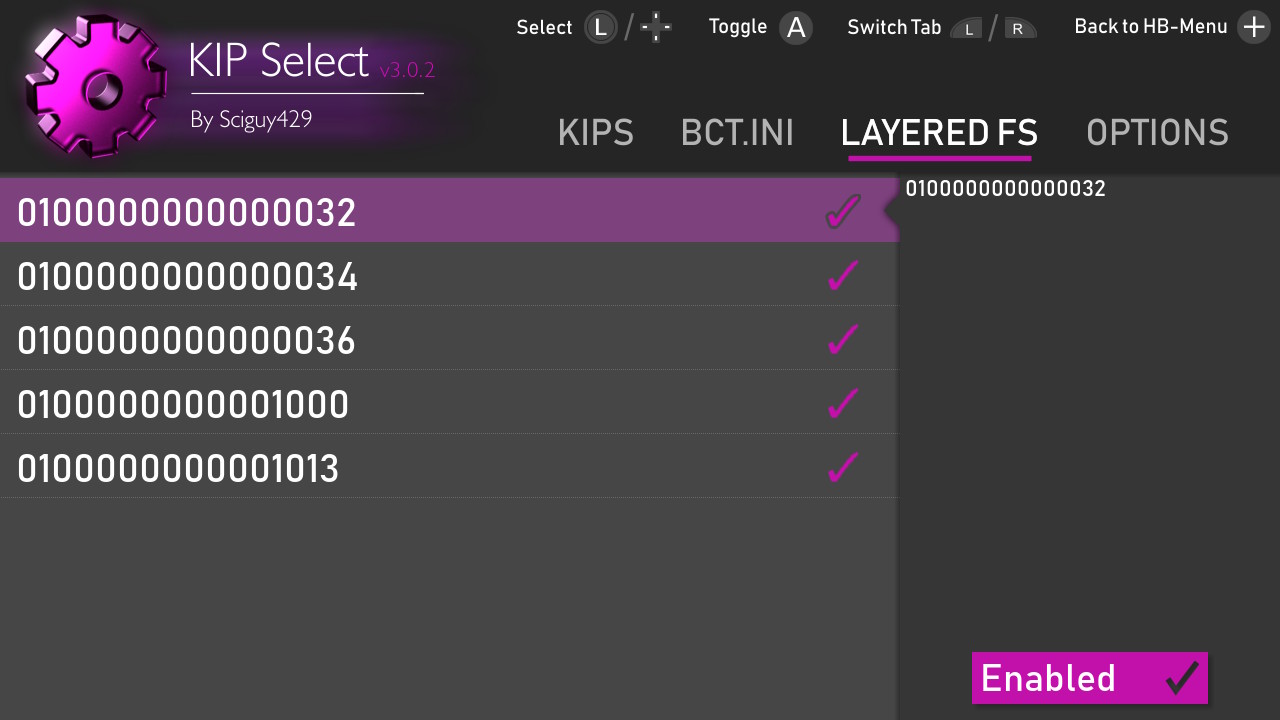 Select L / Toggle A Switch Tab L / R Back to HB-Menu
KIP Select v3.0.2
By Sciguy429
KIPS BCT.INI LAYERED FS OPTIONS
0100000000000032
0100000000000034
0100000000000036
0100000000001000
0100000000001013
0100000000000032
Enabled